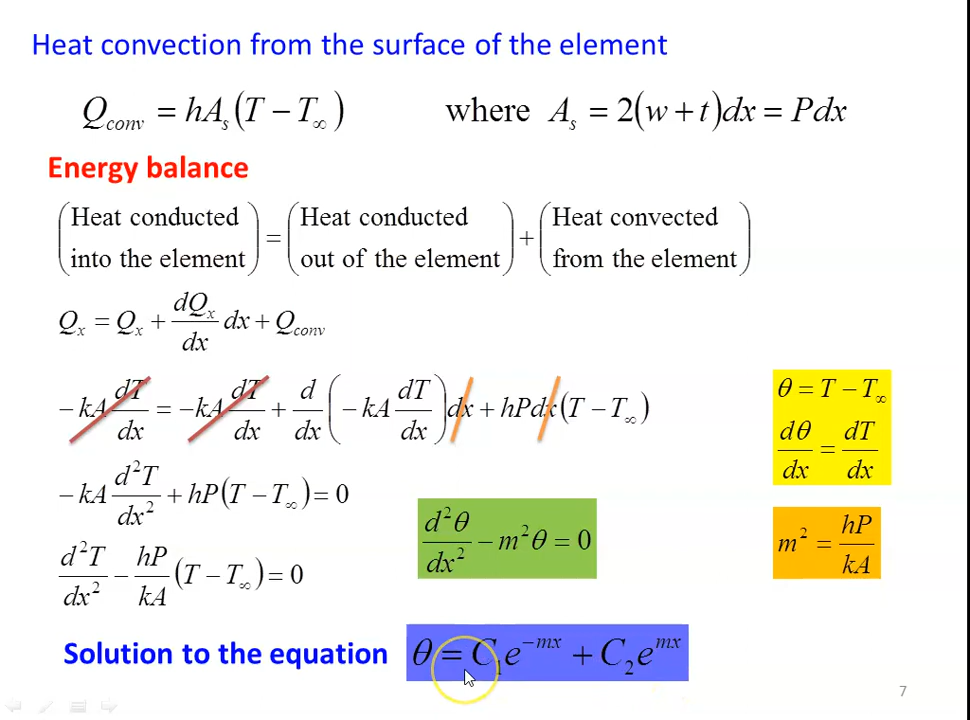 Heat convection from the surface of the element
Q_conv = hA_s(T − T_∞) where A_s = 2(w + t)dx = Pdx
Energy balance
(Heat conducted into the element) = (Heat conducted out of the element) + (Heat convected from the element)
Q_x = Q_x + dQ_x/dx dx + Q_conv
−kA dT/dx = −kA dT/dx + d/dx (−kA dT/dx) dx + hPdx(T − T_∞)
θ = T − T_∞
dθ/dx = dT/dx
−kA d²T/dx² + hP(T − T_∞) = 0
d²θ/dx² − m²θ = 0
m² = hP/kA
d²T/dx² − hP/kA (T − T_∞) = 0
Solution to the equation θ = C₁e^(−mx) + C₂e^(mx)
7